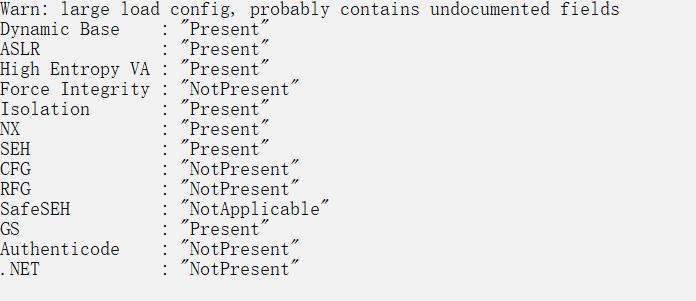 Warn: large load config, probably contains undocumented fields
Dynamic Base    : "Present"
ASLR            : "Present"
High Entropy VA : "Present"
Force Integrity : "NotPresent"
Isolation       : "Present"
NX              : "Present"
SEH             : "Present"
CFG             : "NotPresent"
RFG             : "NotPresent"
SafeSEH         : "NotApplicable"
GS              : "Present"
Authenticode    : "NotPresent"
.NET            : "NotPresent"